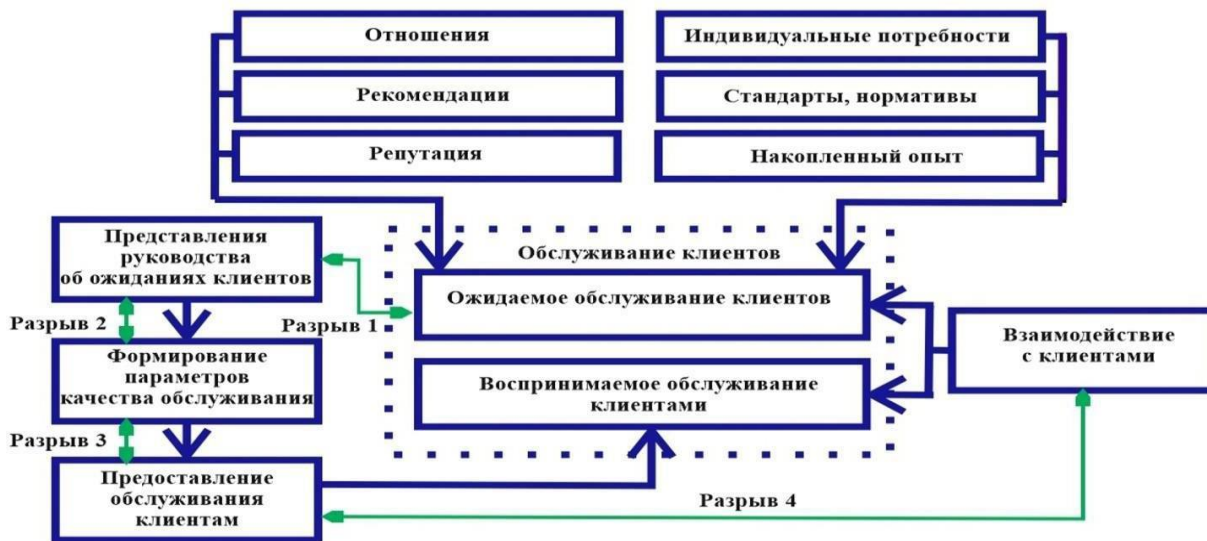 Отношения
Индивидуальные потребности
Рекомендации
Стандарты, нормативы
Репутация
Накопленный опыт
Представления
руководства
об ожиданиях клиентов
Обслуживание клиентов
Ожидаемое обслуживание клиентов
Разрыв 2
Разрыв 1
Взаимодействие
с клиентами
Формирование
параметров
качества обслуживания
Воспринимаемое обслуживание
клиентами
Разрыв 3
Предоставление
обслуживания
клиентам
Разрыв 4